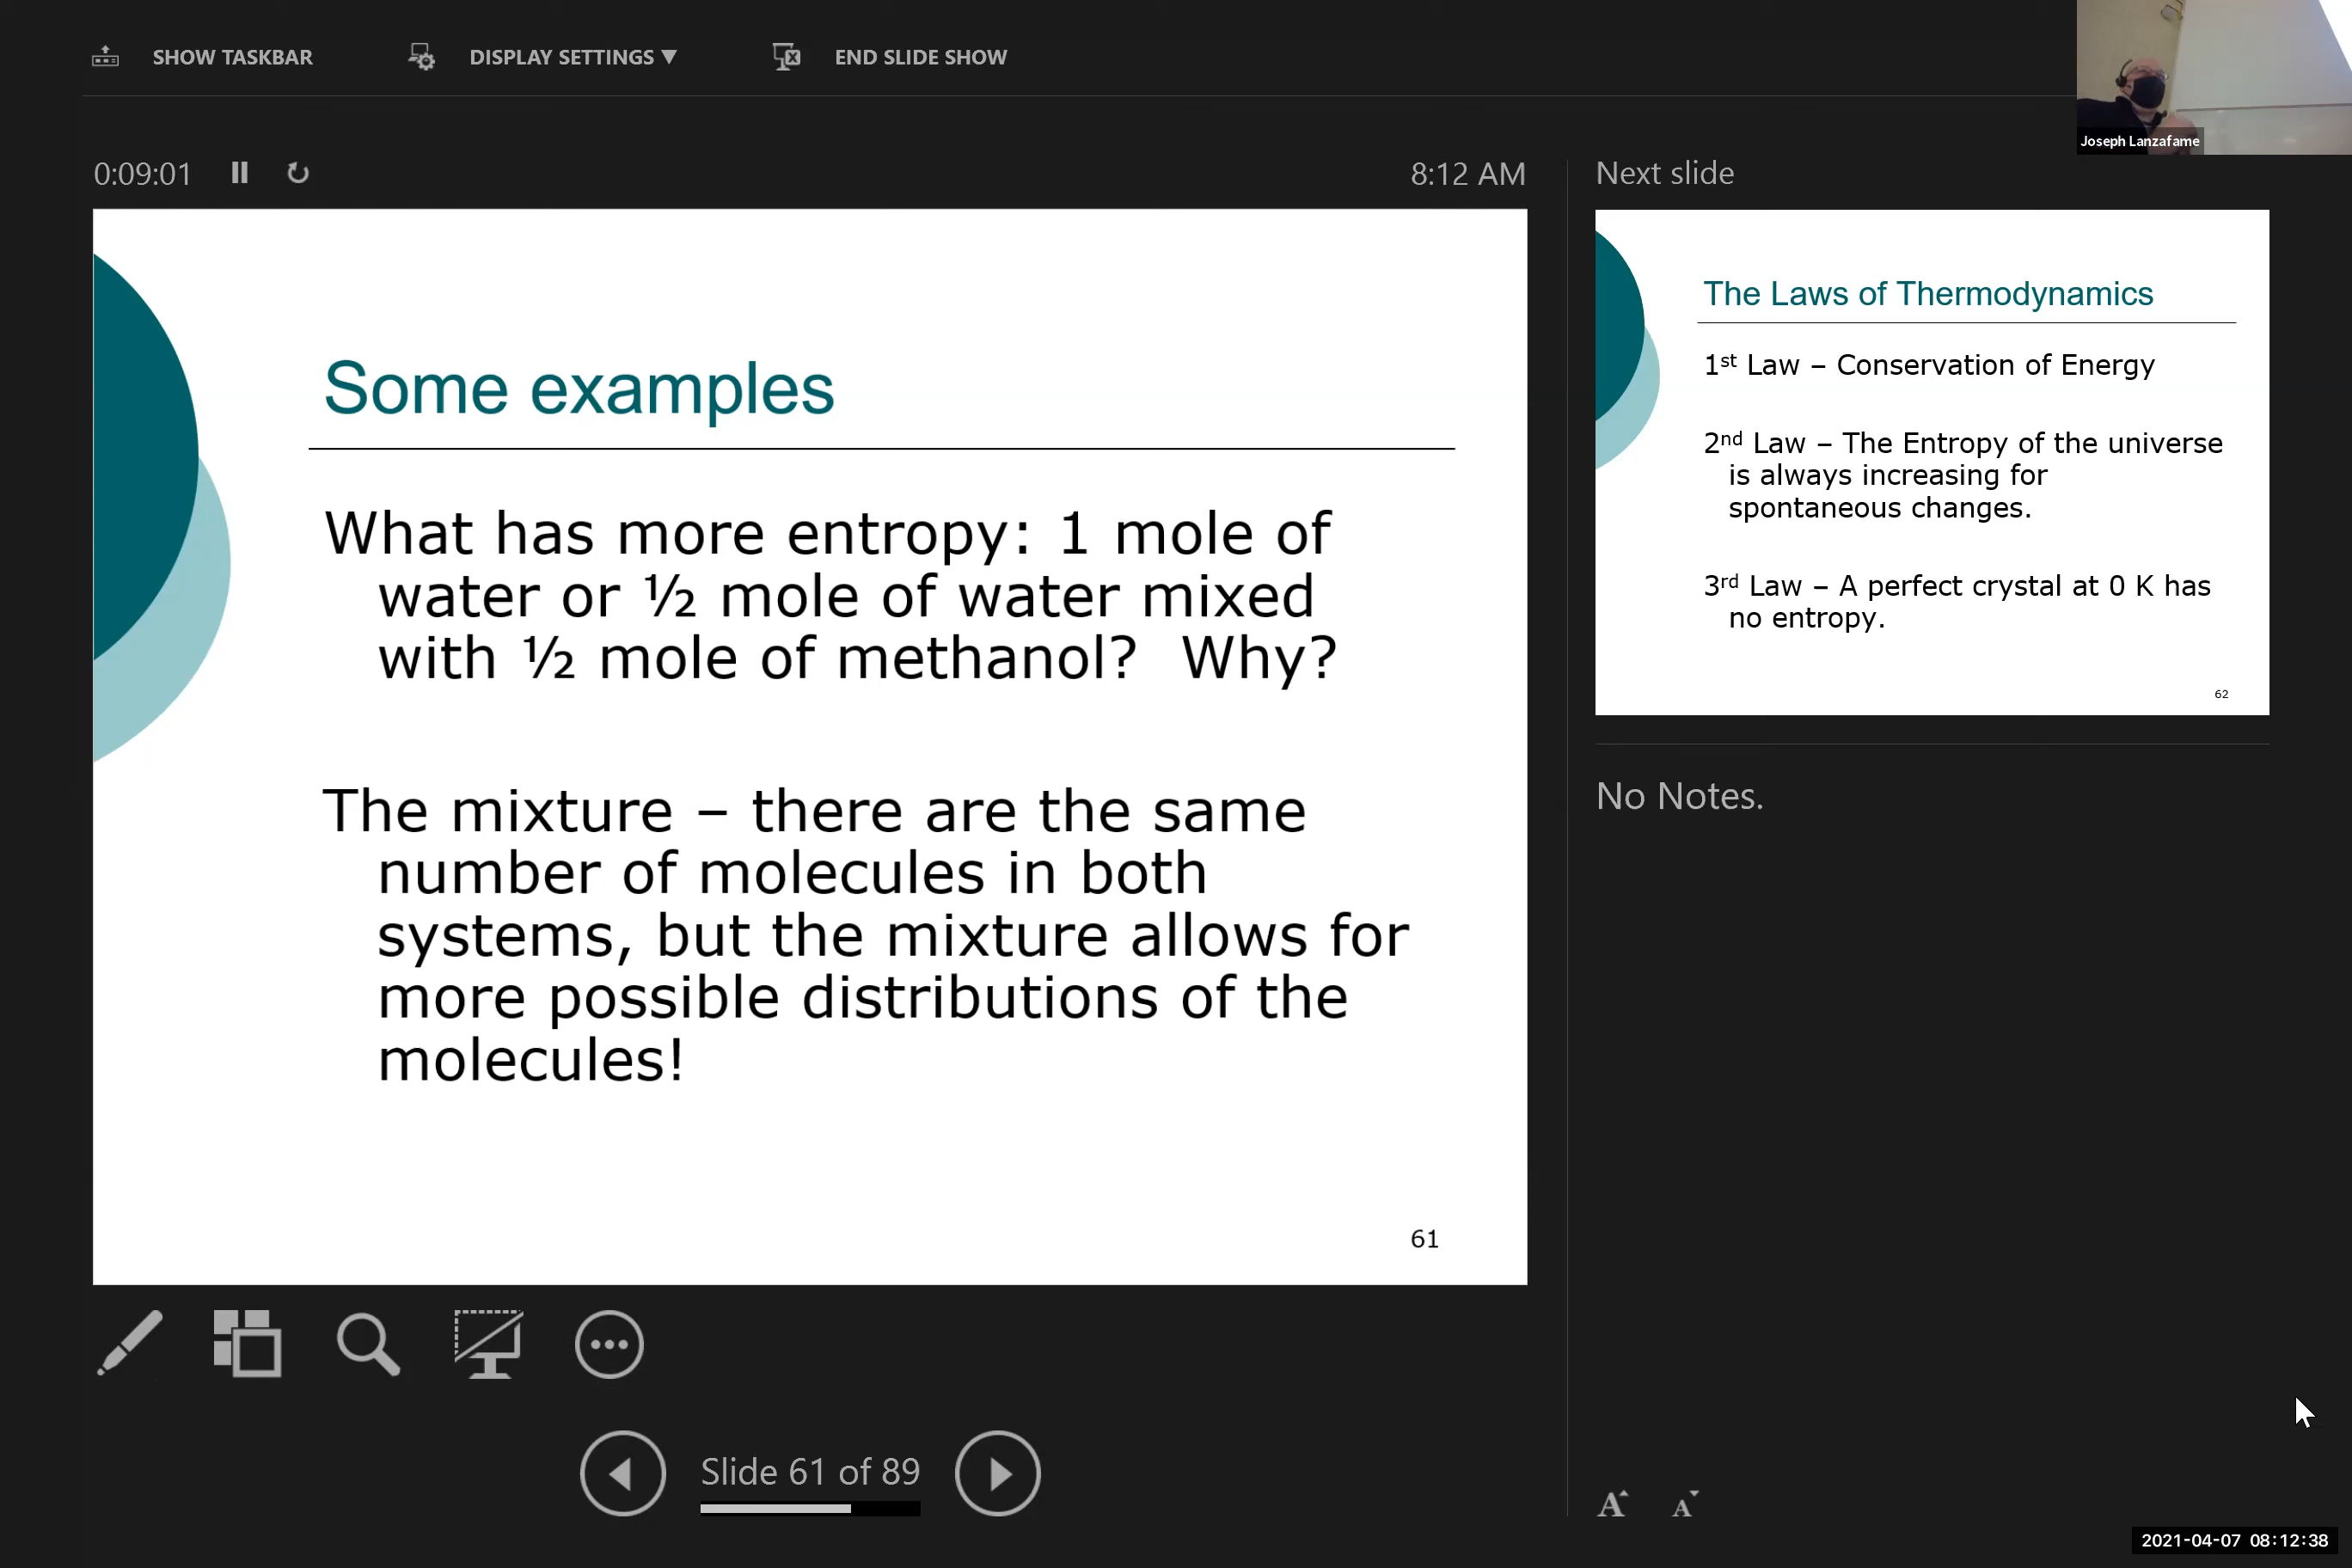 SHOW TASKBAR
DISPLAY SETTINGS ▼
END SLIDE SHOW
Joseph Lanzafame
0:09:01
8:12 AM
Next slide
Some examples
What has more entropy: 1 mole of
water or ½ mole of water mixed
with ½ mole of methanol? Why?
The mixture – there are the same
number of molecules in both
systems, but the mixture allows for
more possible distributions of the
molecules!
61
The Laws of Thermodynamics
1st Law – Conservation of Energy
2nd Law – The Entropy of the universe
is always increasing for
spontaneous changes.
3rd Law – A perfect crystal at 0 K has
no entropy.
62
No Notes.
Slide 61 of 89
A A
2021-04-07 08:12:38